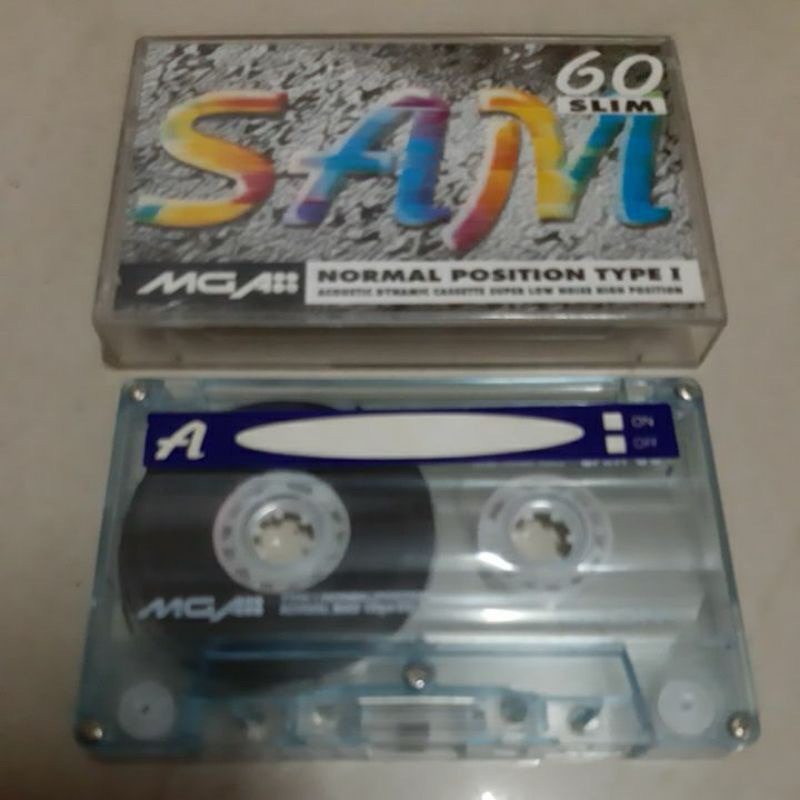 60
SLIM
SAM
MGA
NORMAL POSITION TYPE I
ACOUSTIC DYNAMIC CASSETTE SUPER LOW NOISE HIGH POSITION
A
ON
OFF
MGA